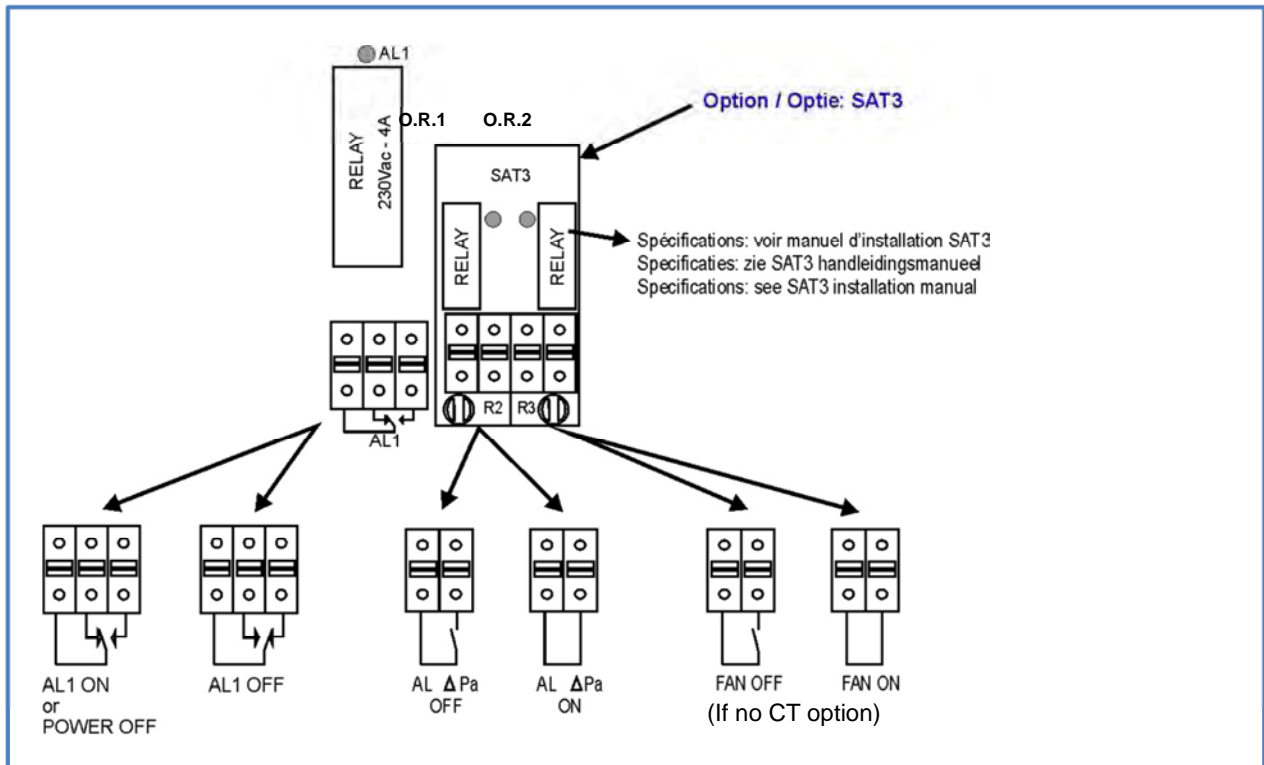 AL1
RELAY
230Vac - 4A
O.R.1
O.R.2
Option / Optie: SAT3
SAT3
RELAY
RELAY
Spécifications: voir manuel d'installation SAT3
Specificaties: zie SAT3 handleidingsmanueel
Specifications: see SAT3 installation manual
R2
R3
AL1
AL1 ON
or
POWER OFF
AL1 OFF
AL ΔPa
OFF
AL ΔPa
ON
FAN OFF
(If no CT option)
FAN ON